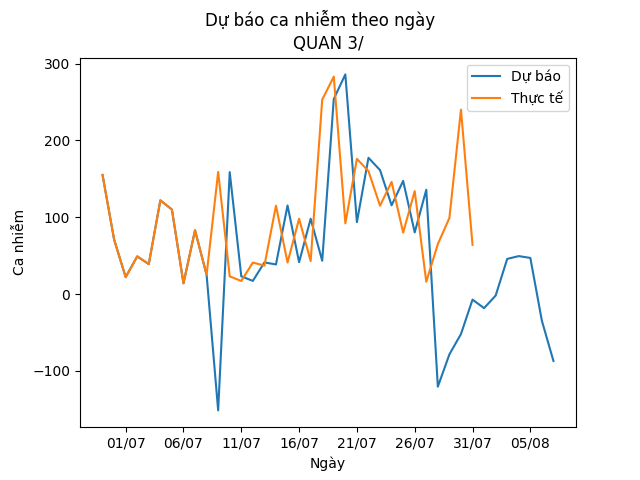 Dự báo ca nhiễm theo ngày
QUAN 3/
Dự báo
Thực tế
300
200
100
0
−100
Ca nhiễm
01/07 06/07 11/07 16/07 21/07 26/07 31/07 05/08
Ngày